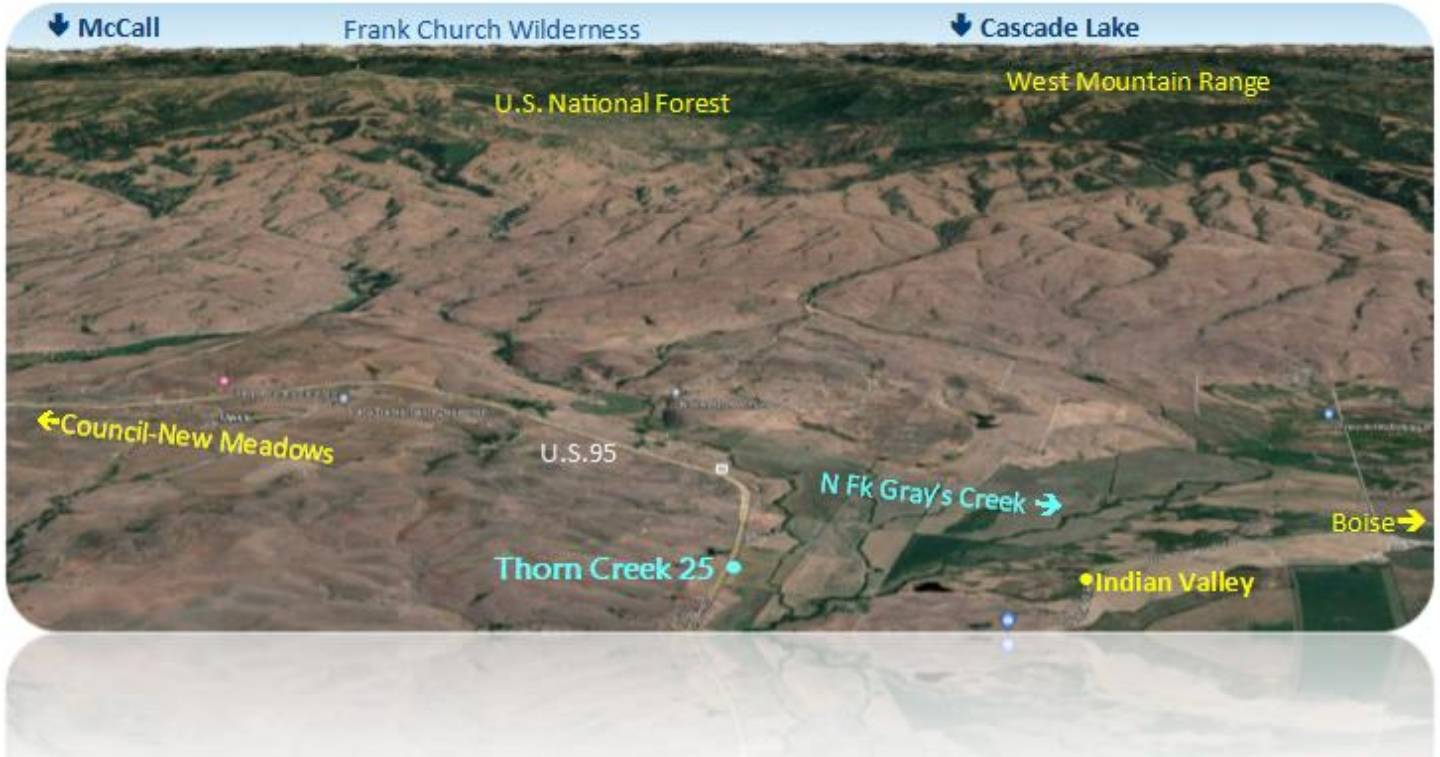 McCall
Frank Church Wilderness
Cascade Lake
West Mountain Range
U.S. National Forest
Council-New Meadows
U.S.95
N Fk Gray's Creek
Boise
Thorn Creek 25
Indian Valley